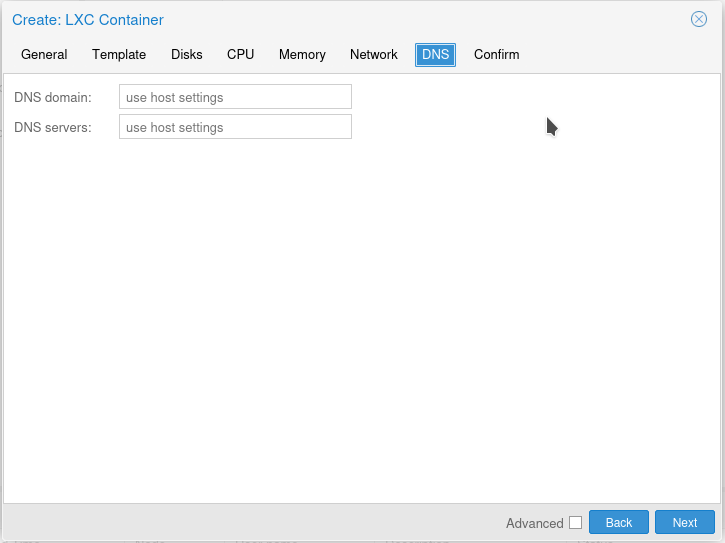 Create: LXC Container
General Template Disks CPU Memory Network DNS Confirm
DNS domain: use host settings
DNS servers: use host settings
Advanced Back Next